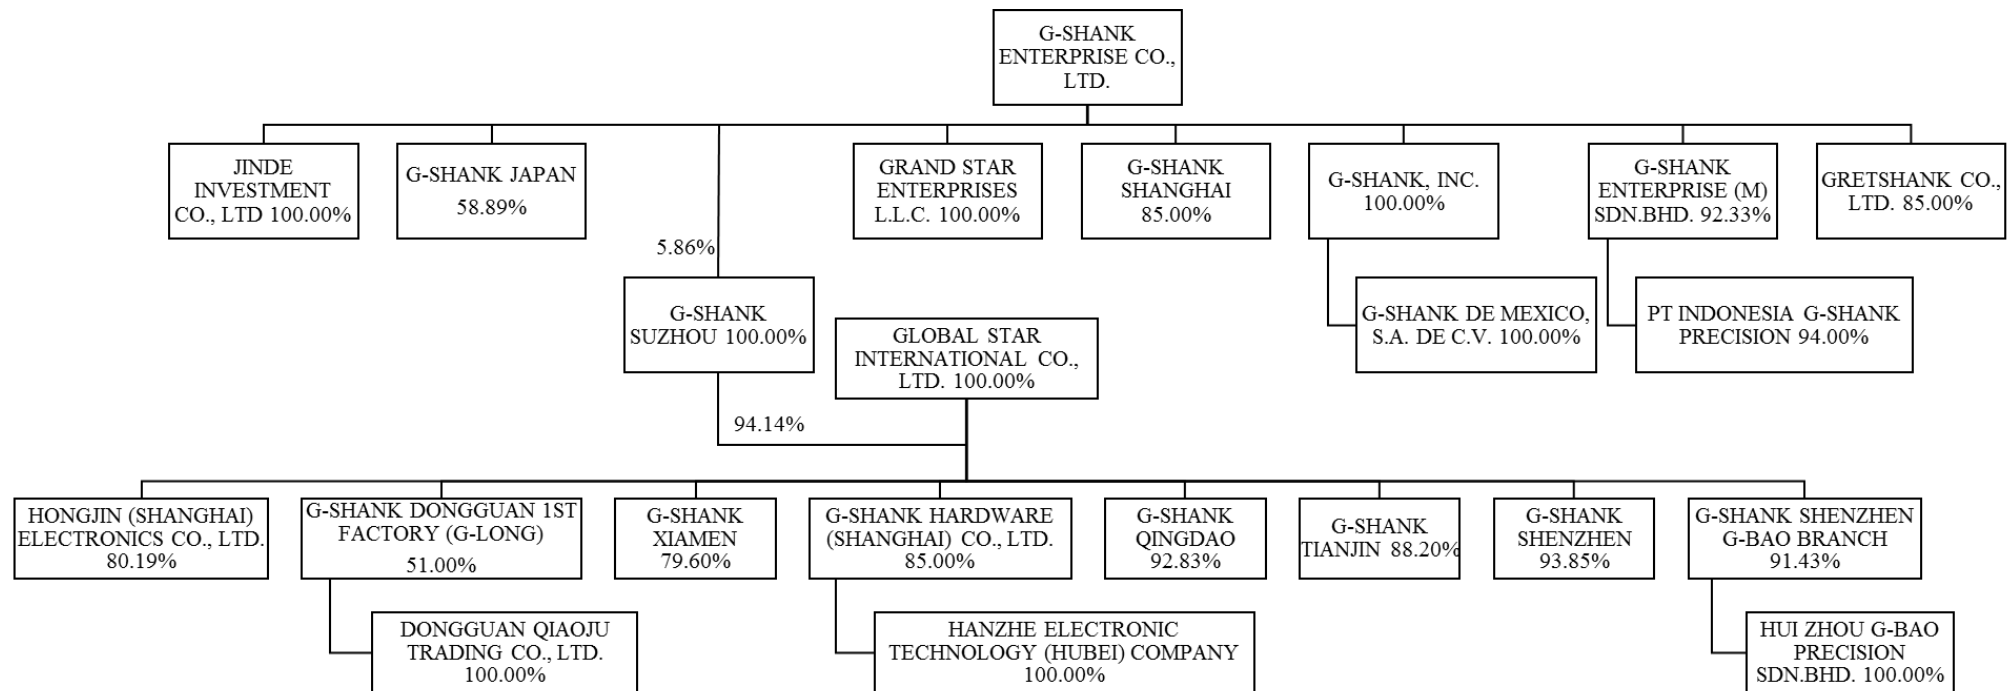 G-SHANK
ENTERPRISE CO.,
LTD.
JINDE
INVESTMENT
CO., LTD 100.00%
G-SHANK JAPAN
58.89%
GRAND STAR
ENTERPRISES
L.L.C. 100.00%
G-SHANK
SHANGHAI
85.00%
G-SHANK, INC.
100.00%
G-SHANK
ENTERPRISE (M)
SDN.BHD. 92.33%
GRETSHANK CO.,
LTD. 85.00%
5.86%
G-SHANK
SUZHOU 100.00%
GLOBAL STAR
INTERNATIONAL CO.,
LTD. 100.00%
G-SHANK DE MEXICO,
S.A. DE C.V. 100.00%
PT INDONESIA G-SHANK
PRECISION 94.00%
94.14%
HONGJIN (SHANGHAI)
ELECTRONICS CO., LTD.
80.19%
G-SHANK DONGGUAN 1ST
FACTORY (G-LONG)
51.00%
G-SHANK
XIAMEN
79.60%
G-SHANK HARDWARE
(SHANGHAI) CO., LTD.
85.00%
G-SHANK
QINGDAO
92.83%
G-SHANK
TIANJIN 88.20%
G-SHANK
SHENZHEN
93.85%
G-SHANK SHENZHEN
G-BAO BRANCH
91.43%
DONGGUAN QIAOJU
TRADING CO., LTD.
100.00%
HANZHE ELECTRONIC
TECHNOLOGY (HUBEI) COMPANY
100.00%
HUI ZHOU G-BAO
PRECISION
SDN.BHD. 100.00%